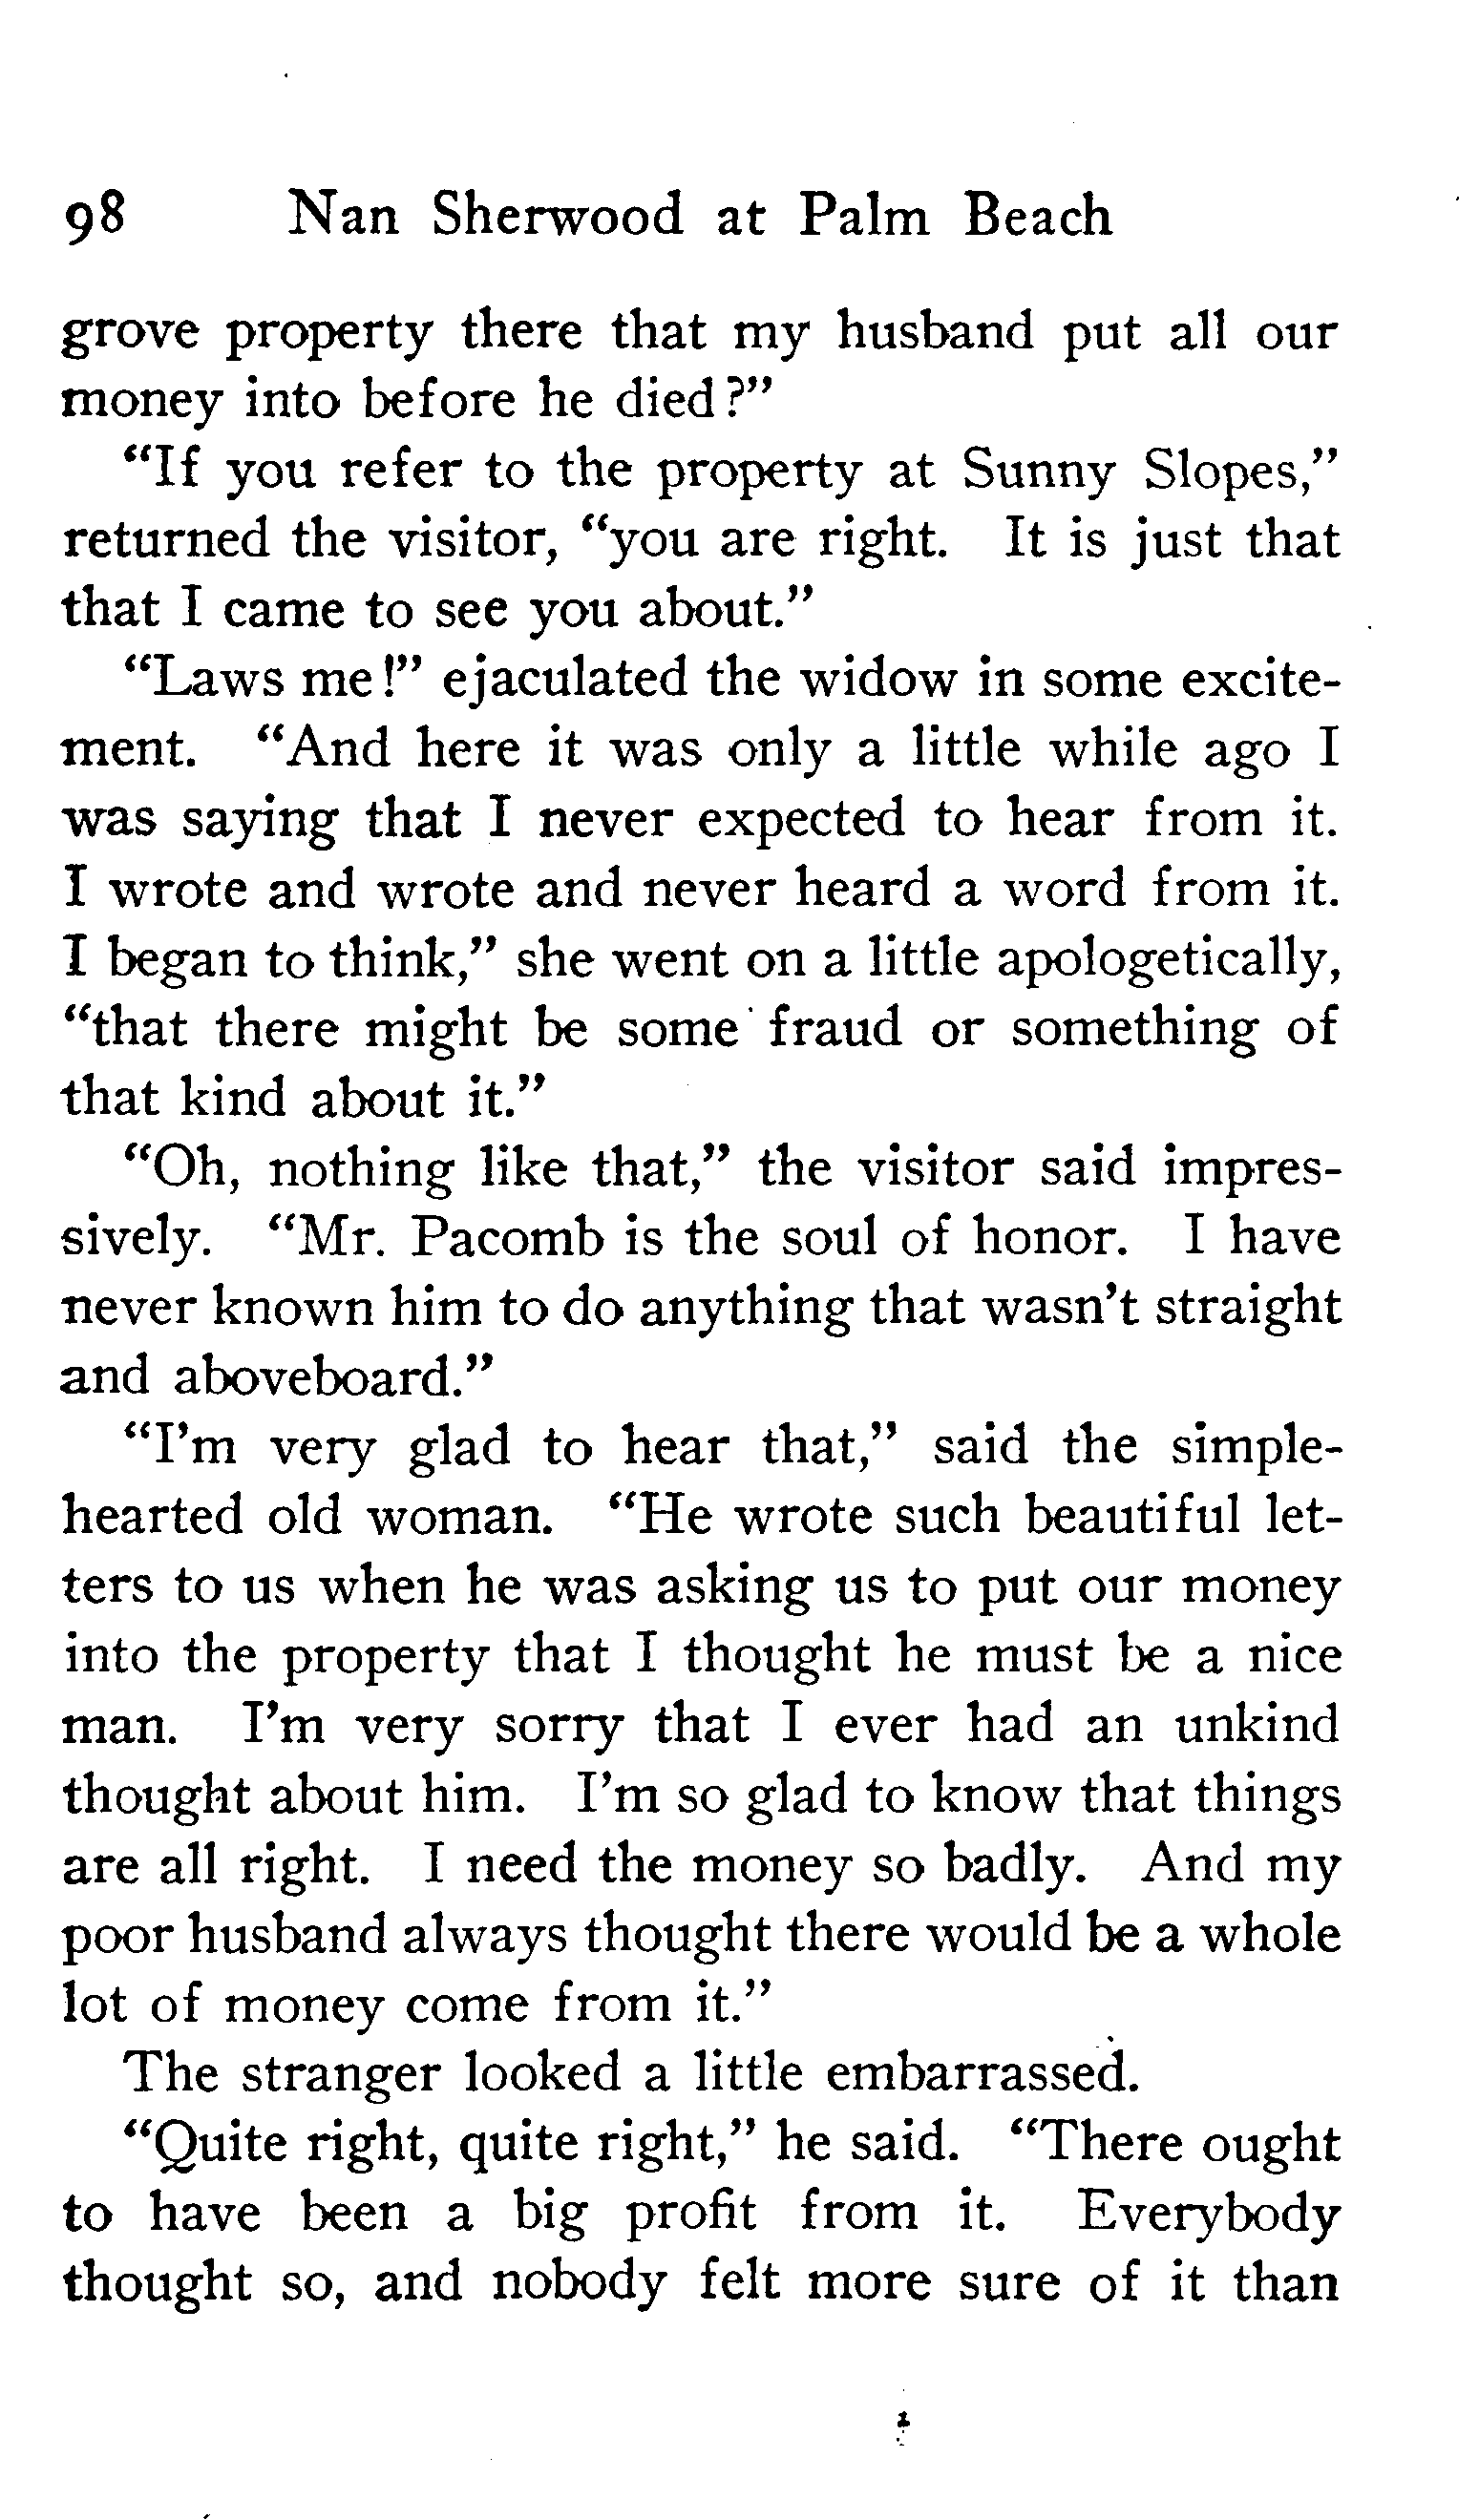 98 Nan Sherwood at Palm Beach
grove property there that my husband put all our
money into before he died?"
"If you refer to the property at Sunny Slopes,"
returned the visitor, "you are right. It is just that
that I came to see you about."
"Laws me!" ejaculated the widow in some excite-
ment. "And here it was only a little while ago I
was saying that I never expected to hear from it.
I wrote and wrote and never heard a word from it.
I began to think," she went on a little apologetically,
"that there might be some fraud or something of
that kind about it."
"Oh, nothing like that," the visitor said impres-
sively. "Mr. Pacomb is the soul of honor. I have
never known him to do anything that wasn't straight
and aboveboard."
"I'm very glad to hear that," said the simple-
hearted old woman. "He wrote such beautiful let-
ters to us when he was asking us to put our money
into the property that I thought he must be a nice
man. I'm very sorry that I ever had an unkind
thought about him. I'm so glad to know that things
are all right. I need the money so badly. And my
poor husband always thought there would be a whole
lot of money come from it."
The stranger looked a little embarrassed.
"Quite right, quite right," he said. "There ought
to have been a big profit from it. Everybody
thought so, and nobody felt more sure of it than